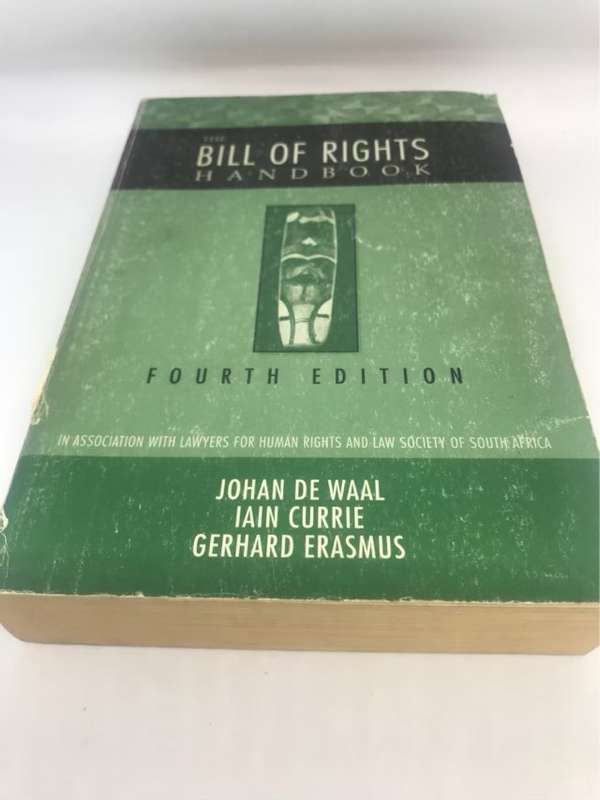 THE
BILL OF RIGHTS
HANDBOOK
FOURTH EDITION
IN ASSOCIATION WITH LAWYERS FOR HUMAN RIGHTS AND LAW SOCIETY OF SOUTH AFRICA
JOHAN DE WAAL
IAIN CURRIE
GERHARD ERASMUS